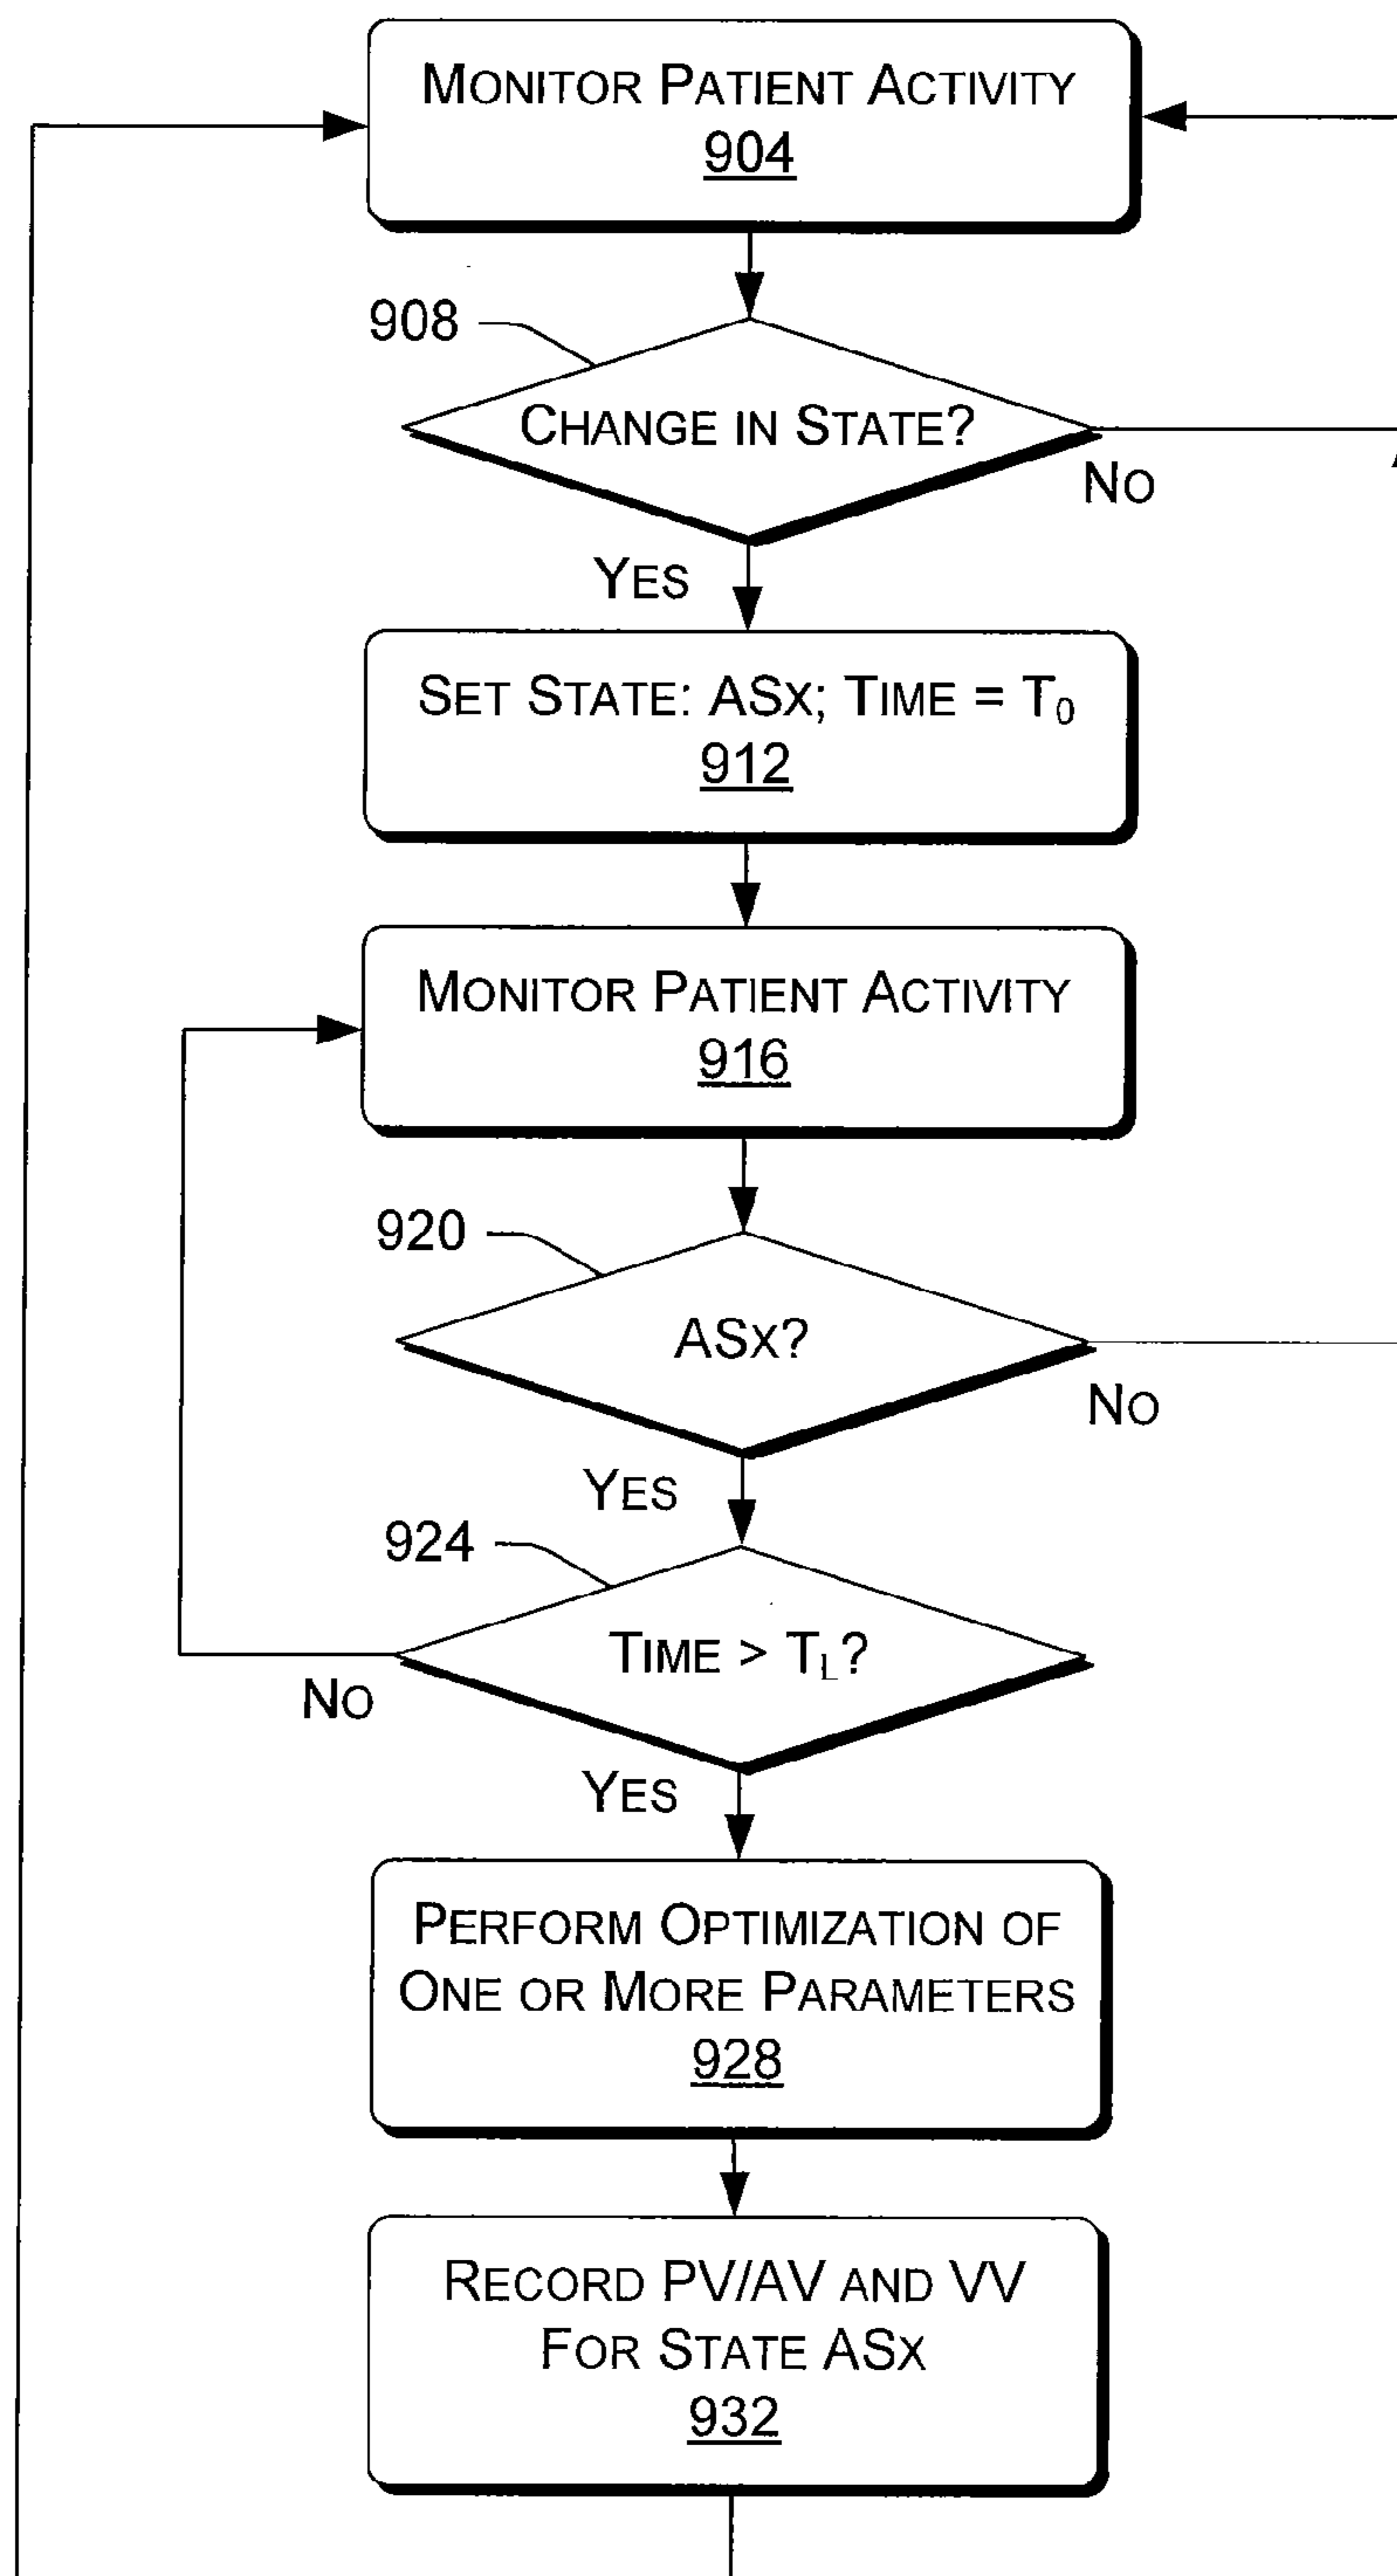 MONITOR PATIENT ACTIVITY
904
908
CHANGE IN STATE?
NO
YES
SET STATE: ASX; TIME = T₀
912
MONITOR PATIENT ACTIVITY
916
920
ASX?
NO
YES
924
TIME > T_L?
NO
YES
PERFORM OPTIMIZATION OF
ONE OR MORE PARAMETERS
928
RECORD PV/AV AND VV
FOR STATE ASX
932